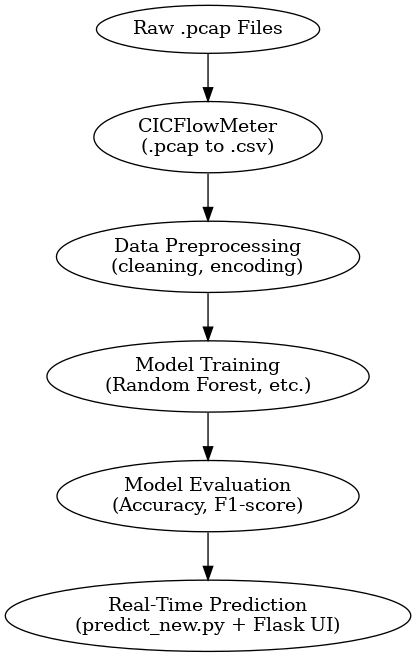 Raw .pcap Files
CICFlowMeter
(.pcap to .csv)
Data Preprocessing
(cleaning, encoding)
Model Training
(Random Forest, etc.)
Model Evaluation
(Accuracy, F1-score)
Real-Time Prediction
(predict_new.py + Flask UI)